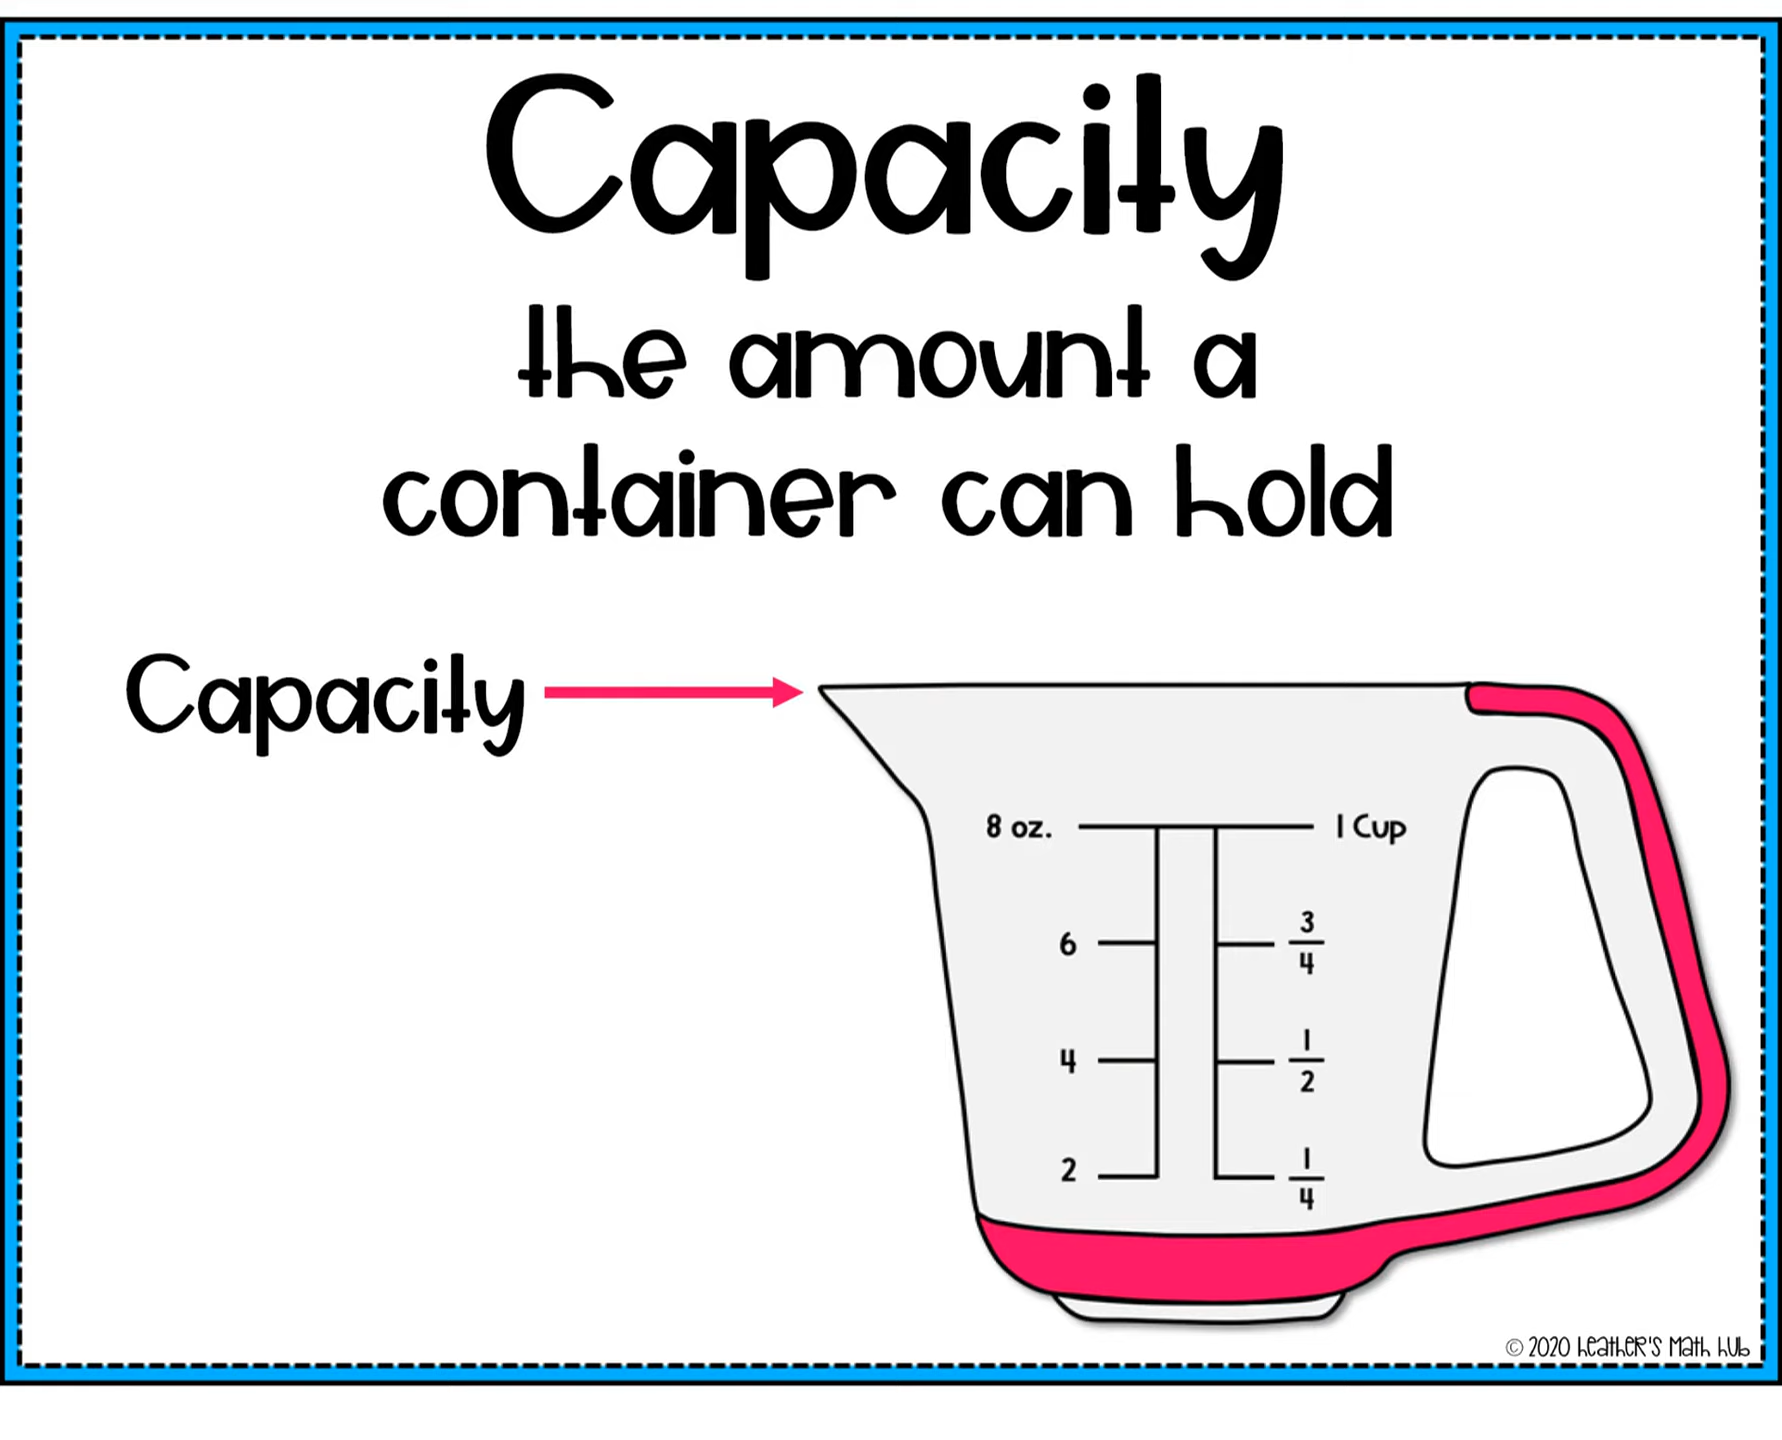 Capacity
the amount a
container can hold
Capacity
8 oz. 1 Cup
6 3/4
4 1/2
2 1/4
© 2020 Heather's Math Hub